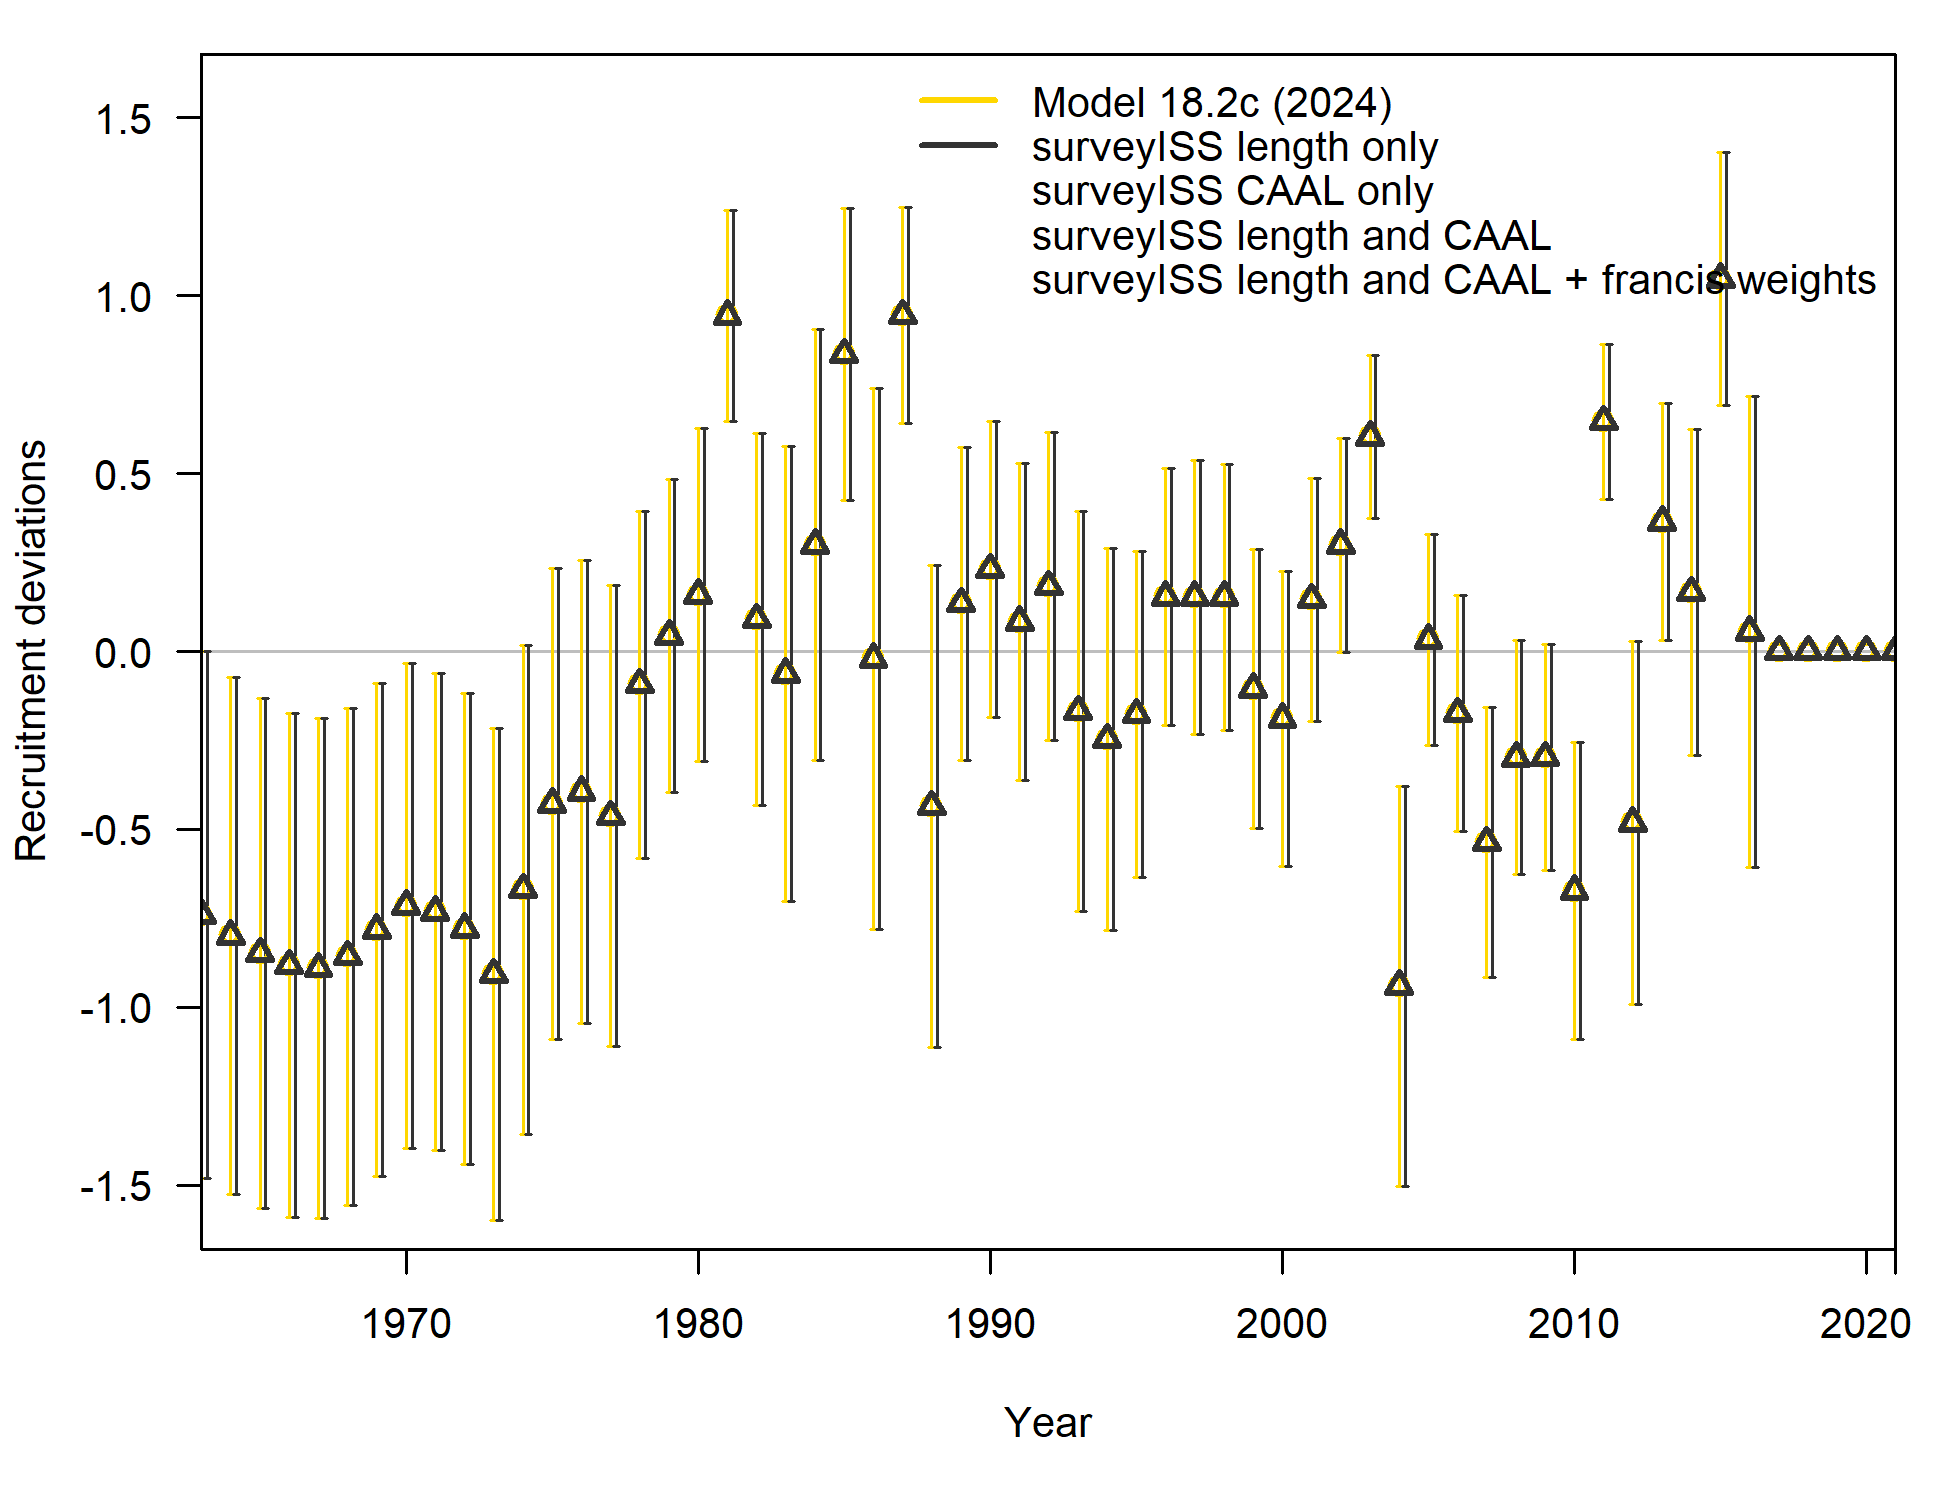 Model 18.2c (2024)
surveyISS length only
surveyISS CAAL only
surveyISS length and CAAL
surveyISS length and CAAL + francis weights
1.5
1.0
0.5
0.0
-0.5
-1.0
-1.5
Recruitment deviations
1970
1980
1990
2000
2010
2020
Year